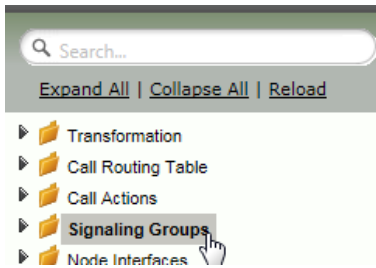 Search...
Expand All | Collapse All | Reload
Transformation
Call Routing Table
Call Actions
Signaling Groups
Node Interfaces